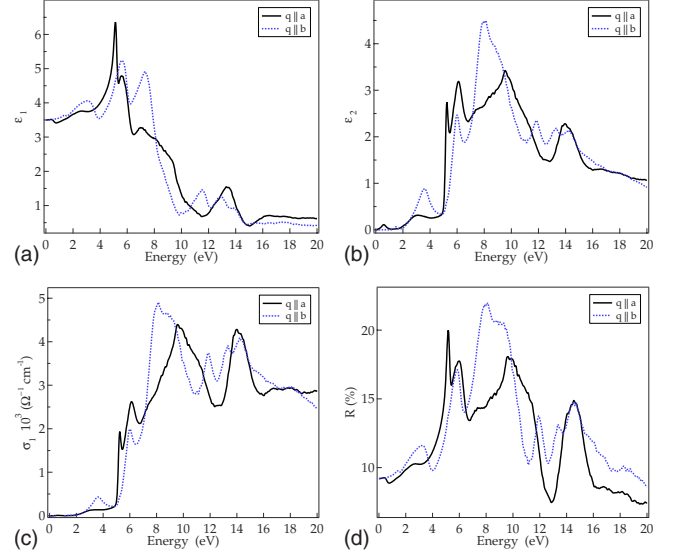 q || a
q || b
ε1
6
5
4
3
2
1
0 2 4 6 8 10 12 14 16 18 20
Energy (eV)
(a)
q || a
q || b
ε2
4
3
2
1
0
0 2 4 6 8 10 12 14 16 18 20
Energy (eV)
(b)
q || a
q || b
σ1 10³ (Ω⁻¹ cm⁻¹)
5
4
3
2
1
0
0 2 4 6 8 10 12 14 16 18 20
Energy (eV)
(c)
q || a
q || b
R (%)
20
10
0 2 4 6 8 10 12 14 16 18 20
Energy (eV)
(d)